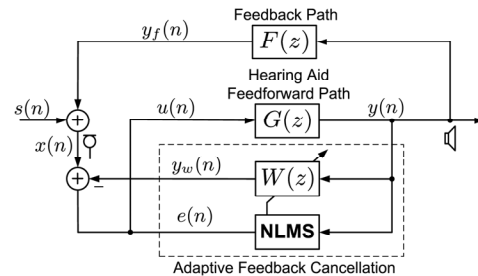 Feedback Path
y_f(n)
F(z)
Hearing Aid
Feedforward Path
s(n)
u(n)
G(z)
y(n)
x(n)
y_w(n)
W(z)
−
e(n)
NLMS
Adaptive Feedback Cancellation